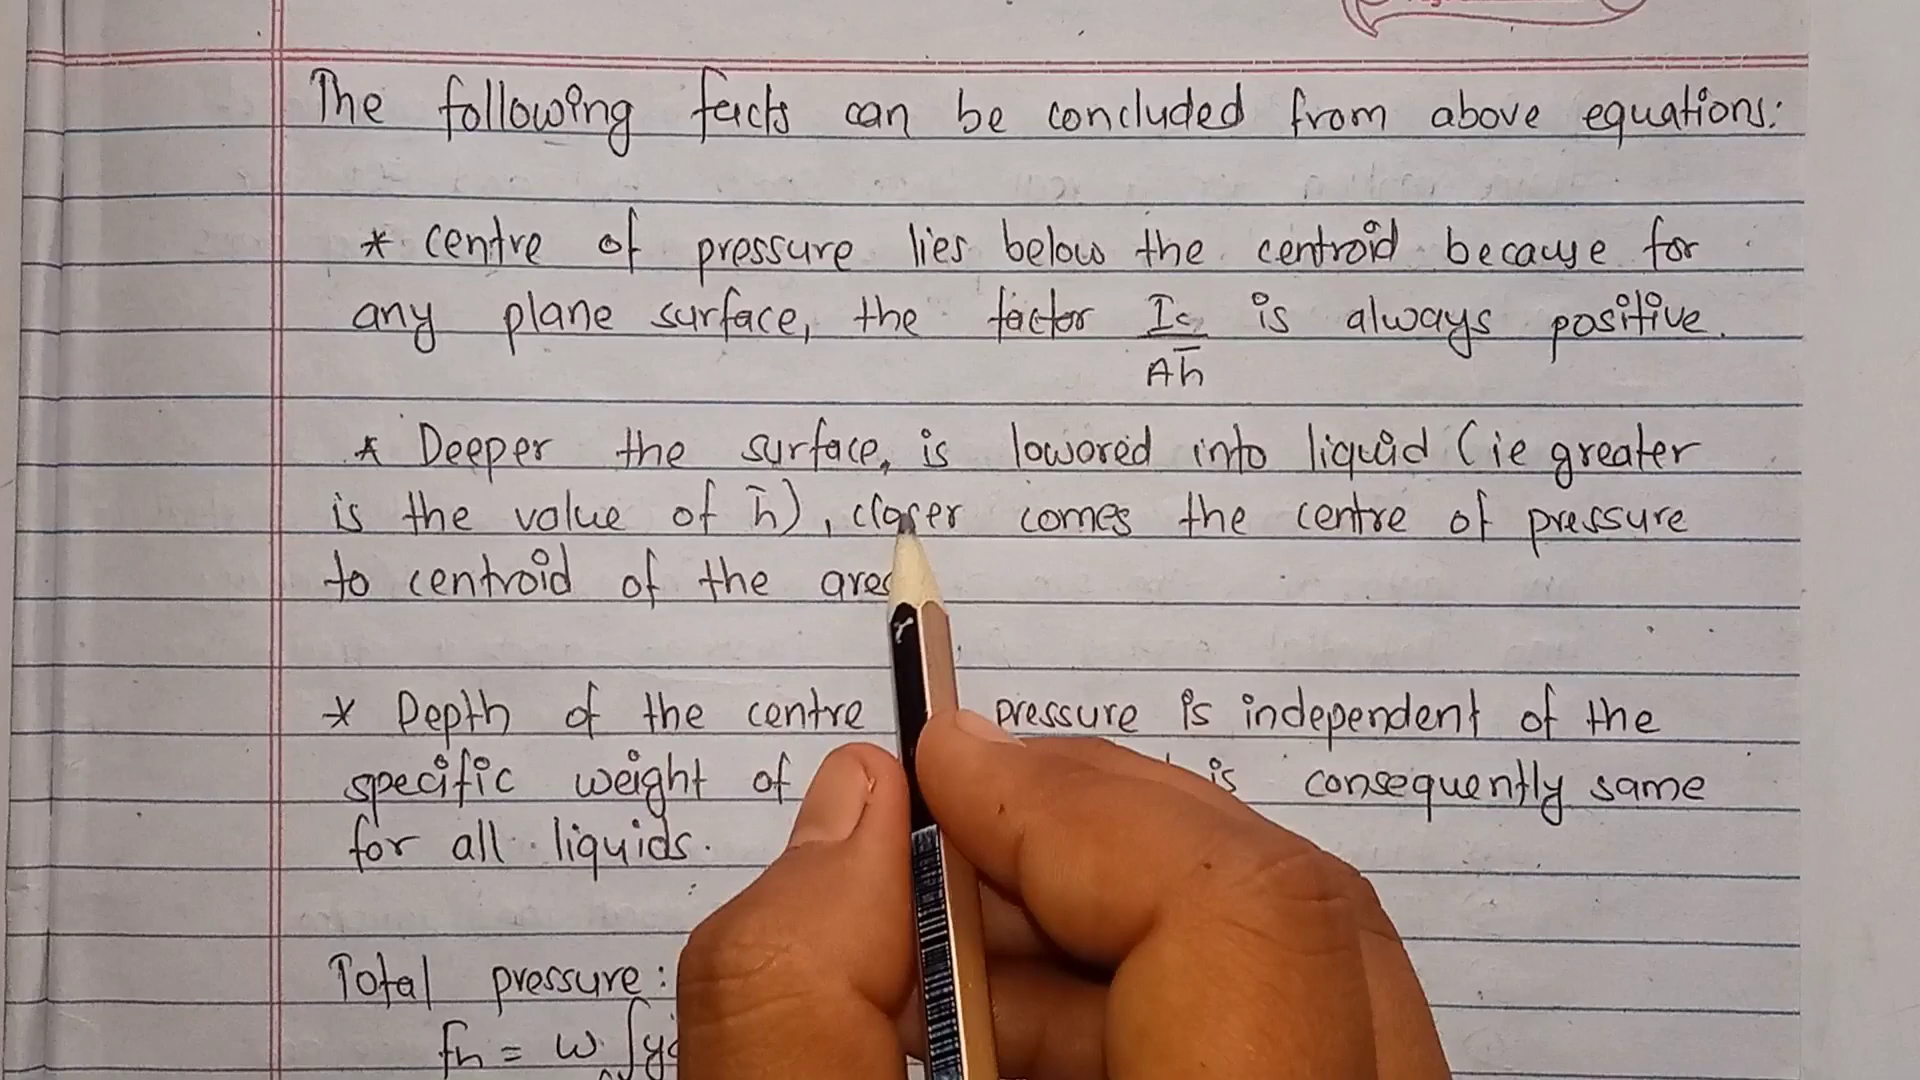 The following facts can be concluded from above equations:
* centre of pressure lies below the centroid because for
any plane surface, the factor Ic is always positive.
Ah̄
* Deeper the surface, is lowored into liquid (ie greater
is the value of h̄), closer comes the centre of pressure
to centroid of the area
* Depth of the centre pressure is independent of the
specific weight of is consequently same
for all liquids.
Total pressure:
fh = w ∫y